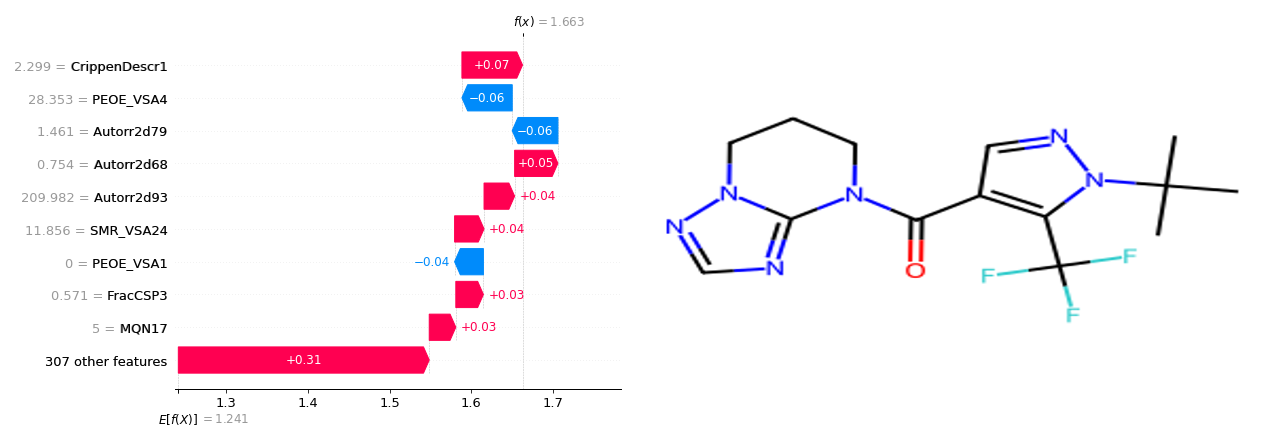 f(x) = 1.663
2.299 = CrippenDescr1
+0.07
28.353 = PEOE_VSA4
−0.06
1.461 = Autorr2d79
−0.06
0.754 = Autorr2d68
+0.05
209.982 = Autorr2d93
+0.04
11.856 = SMR_VSA24
+0.04
0 = PEOE_VSA1
−0.04
0.571 = FracCSP3
+0.03
5 = MQN17
+0.03
307 other features
+0.31
1.3 1.4 1.5 1.6 1.7
E[f(X)] = 1.241
N
N
N
N
N
N
O
F
F
F